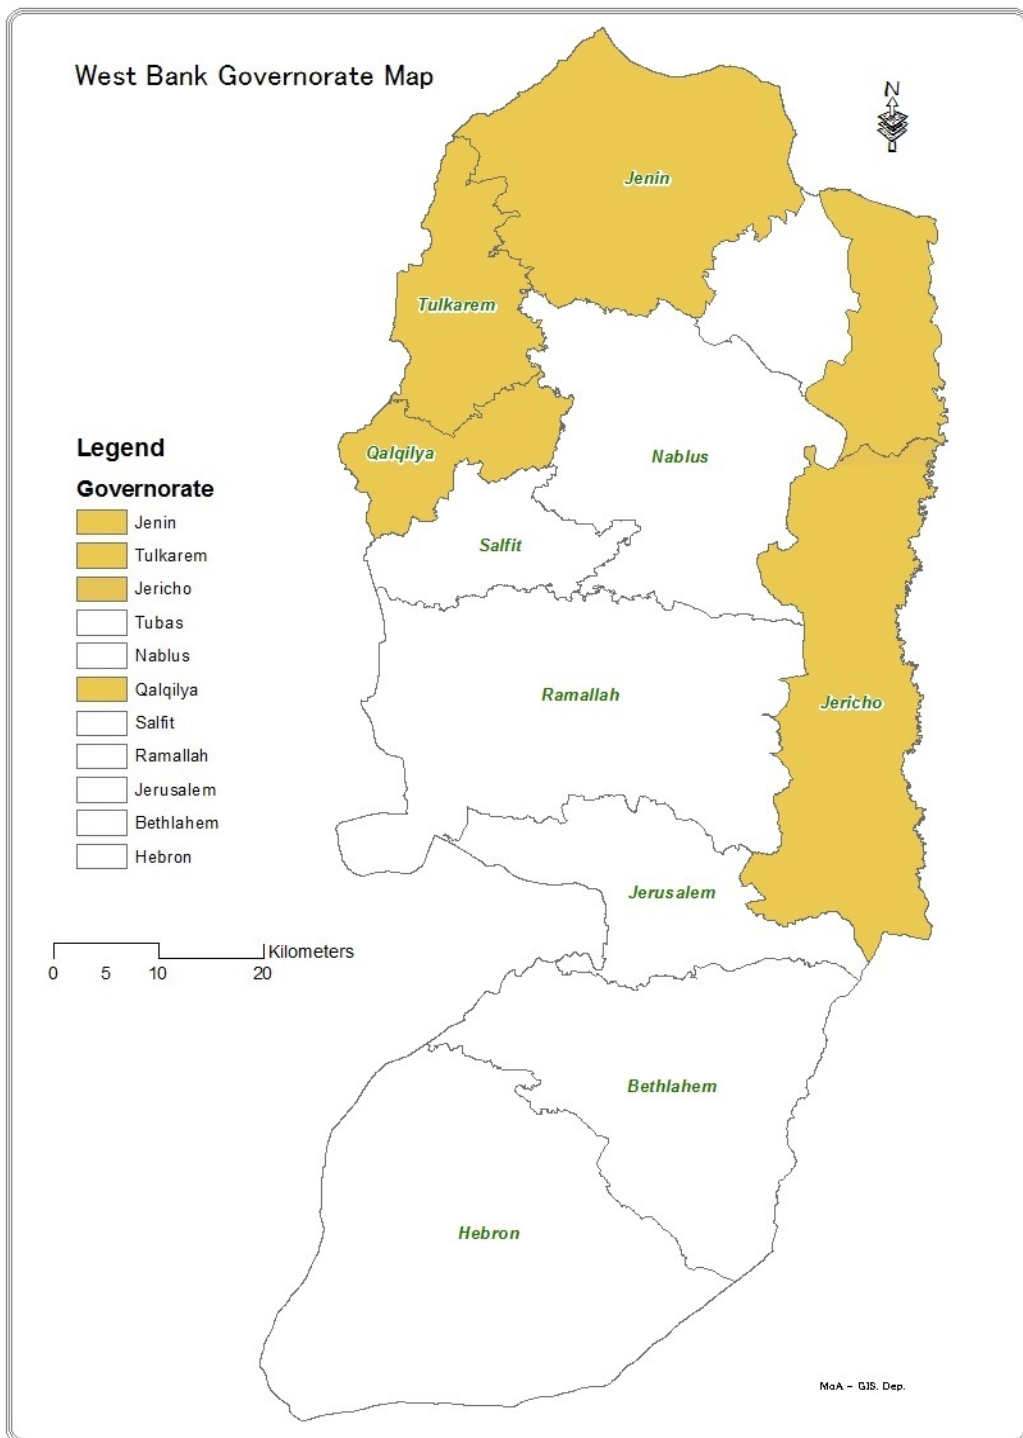 West Bank Governorate Map
N
Jenin
Tulkarem
Qalqilya
Nablus
Salfit
Ramallah
Jericho
Jerusalem
Bethlahem
Hebron
Legend
Governorate
Jenin
Tulkarem
Jericho
Tubas
Nablus
Qalqilya
Salfit
Ramallah
Jerusalem
Bethlahem
Hebron
Kilometers
0 5 10 20
MoA - GIS. Dep.